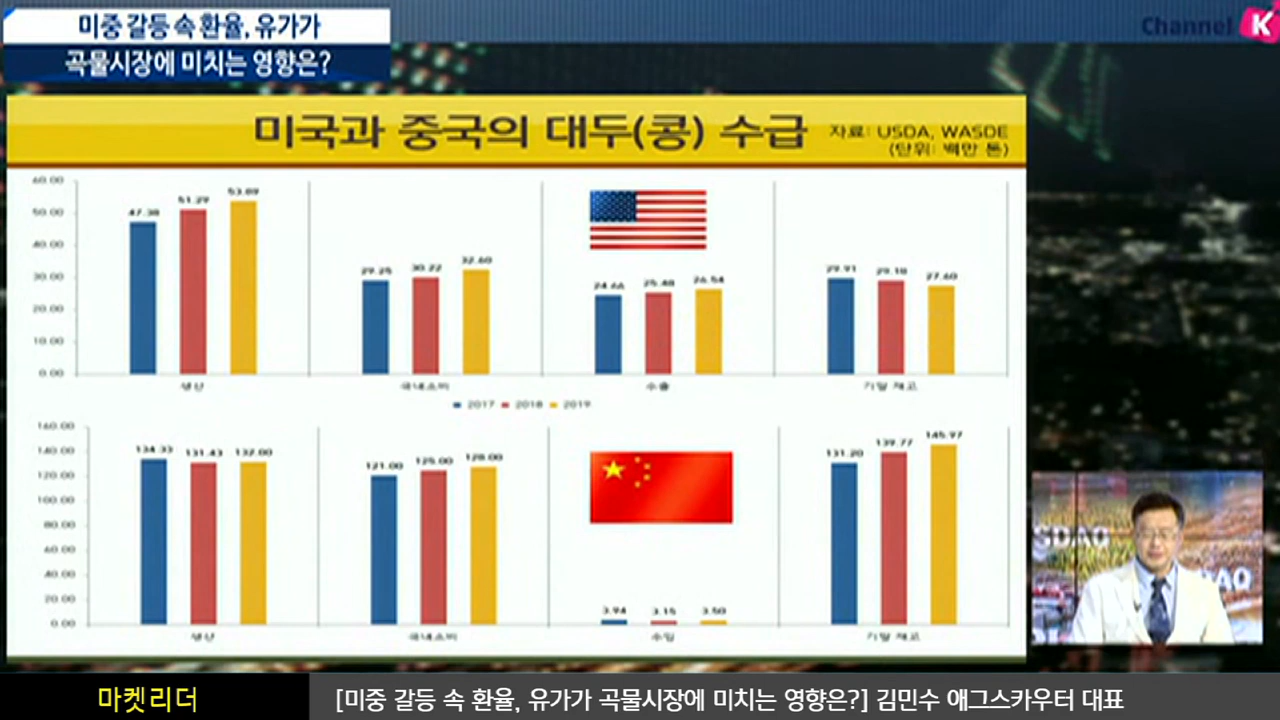 미중 갈등 속 환율, 유가가
곡물시장에 미치는 영향은?
Channel K
미국과 중국의 대두(콩) 수급
자료: USDA, WASDE
(단위: 백만 톤)
60.00
50.00
40.00
30.00
20.00
10.00
0.00
47.38 51.29 53.89
29.25 30.22 32.60
24.66 25.48 26.54
29.91 29.18 27.60
생산 국내소비 수출 기말 재고
2017 2018 2019
160.00
140.00
120.00
100.00
80.00
60.00
40.00
20.00
0.00
134.33 131.43 132.00
121.00 125.00 128.00
3.94 3.15 3.50
131.20 139.77 145.97
생산 국내소비 수입 기말 재고
SDAQ
DAQ
마켓리더
[미중 갈등 속 환율, 유가가 곡물시장에 미치는 영향은?] 김민수 애그스카우터 대표